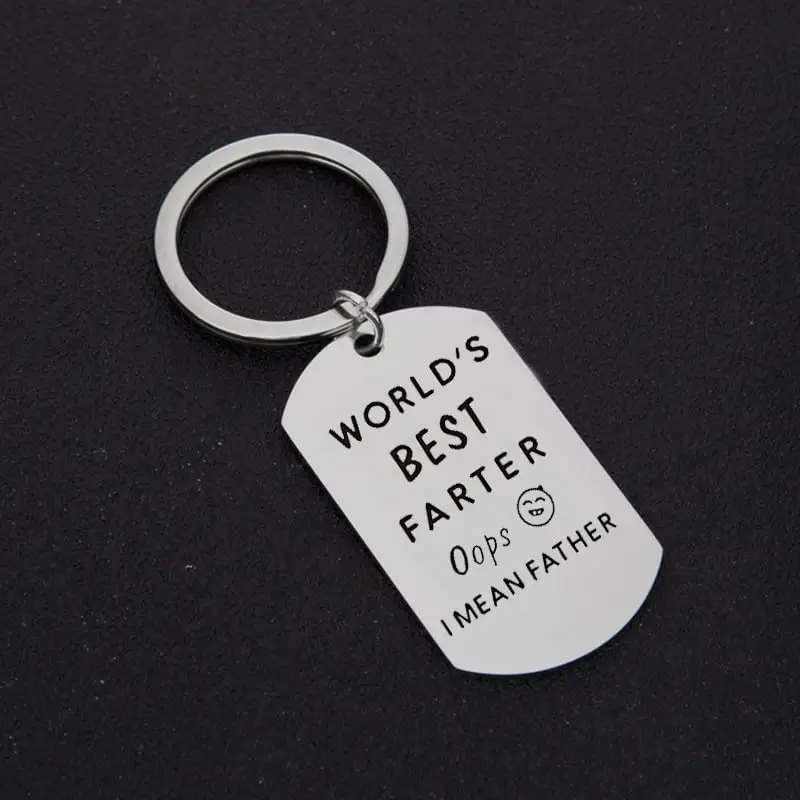 WORLD'S
BEST
FARTER
Oops
I MEAN FATHER